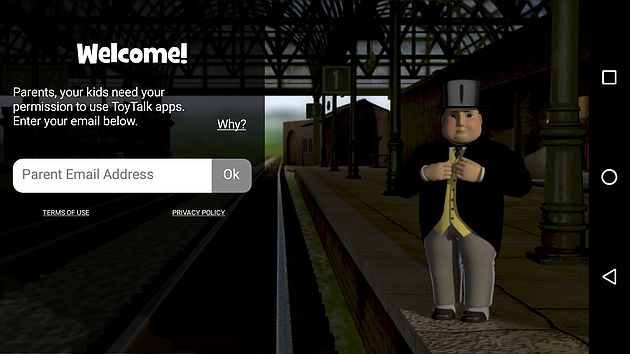 Welcome!
Parents, your kids need your
permission to use ToyTalk apps.
Enter your email below.
Why?
Parent Email Address
Ok
TERMS OF USE
PRIVACY POLICY
1